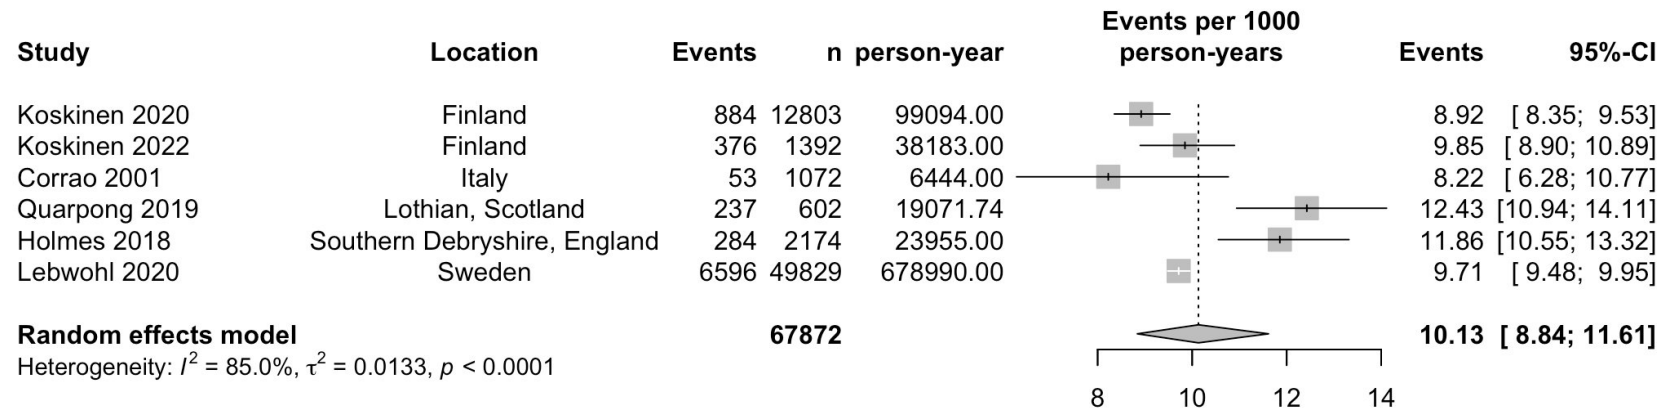 Events per 1000
Study Location Events n person-year person-years Events 95%-CI
Koskinen 2020 Finland 884 12803 99094.00 8.92 [ 8.35; 9.53]
Koskinen 2022 Finland 376 1392 38183.00 9.85 [ 8.90; 10.89]
Corrao 2001 Italy 53 1072 6444.00 8.22 [ 6.28; 10.77]
Quarpong 2019 Lothian, Scotland 237 602 19071.74 12.43 [10.94; 14.11]
Holmes 2018 Southern Debryshire, England 284 2174 23955.00 11.86 [10.55; 13.32]
Lebwohl 2020 Sweden 6596 49829 678990.00 9.71 [ 9.48; 9.95]
Random effects model 67872 10.13 [ 8.84; 11.61]
Heterogeneity: I² = 85.0%, τ² = 0.0133, p < 0.0001
8 10 12 14